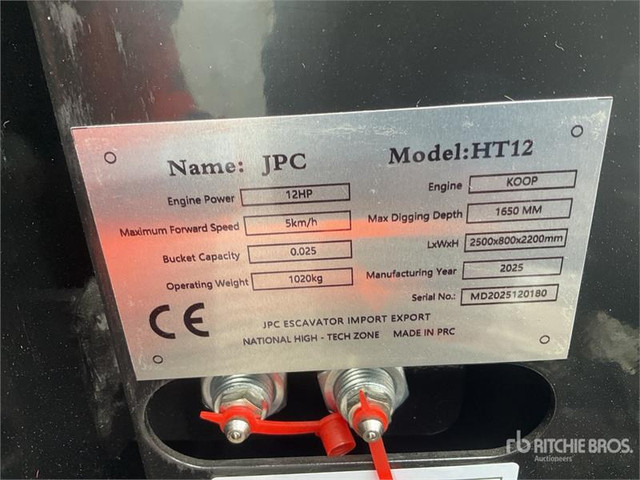 Name: JPC
Model:HT12
Engine Power 12HP
Engine KOOP
Maximum Forward Speed 5km/h
Max Digging Depth 1650 MM
Bucket Capacity 0.025
LxWxH 2500x800x2200mm
Operating Weight 1020kg
Manufacturing Year 2025
Serial No.: MD2025120180
CE
JPC ESCAVATOR IMPORT EXPORT
NATIONAL HIGH - TECH ZONE MADE IN PRC
rb RITCHIE BROS.
Auctioneers